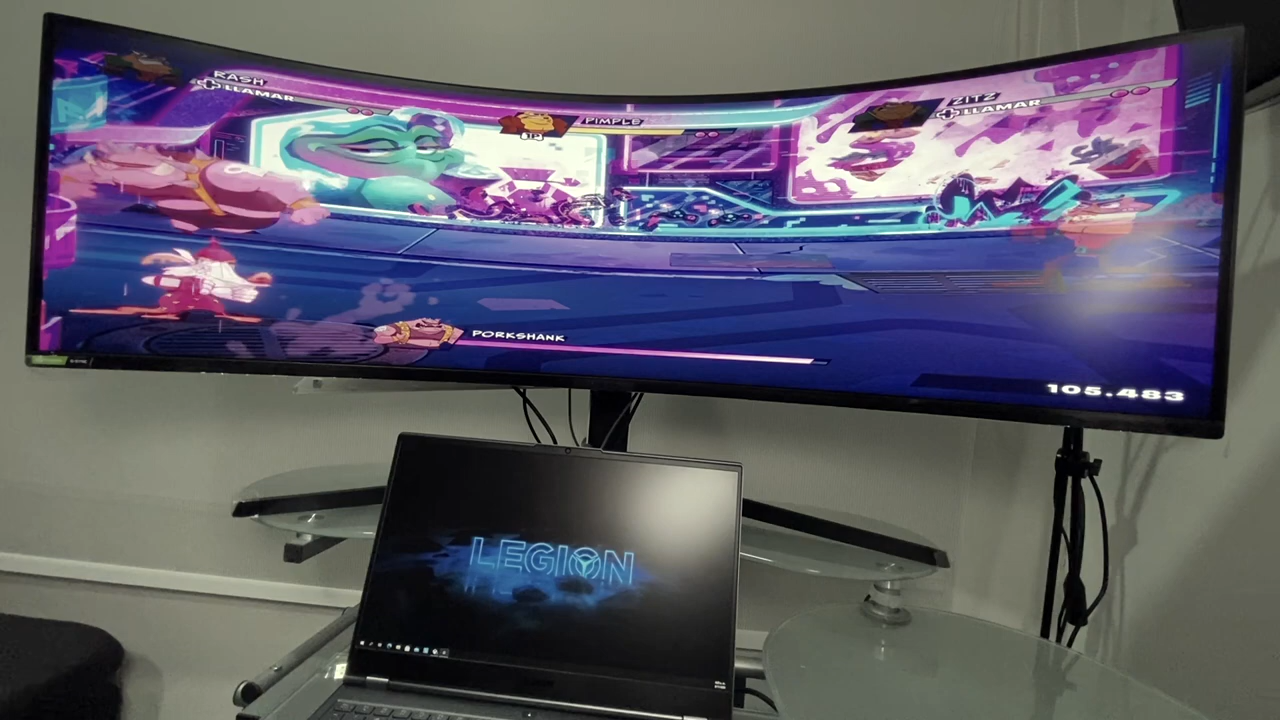 RASH
LLAMAR
PIMPLE
ZITZ
LLAMAR
PORKSHANK
105.483
LEGION